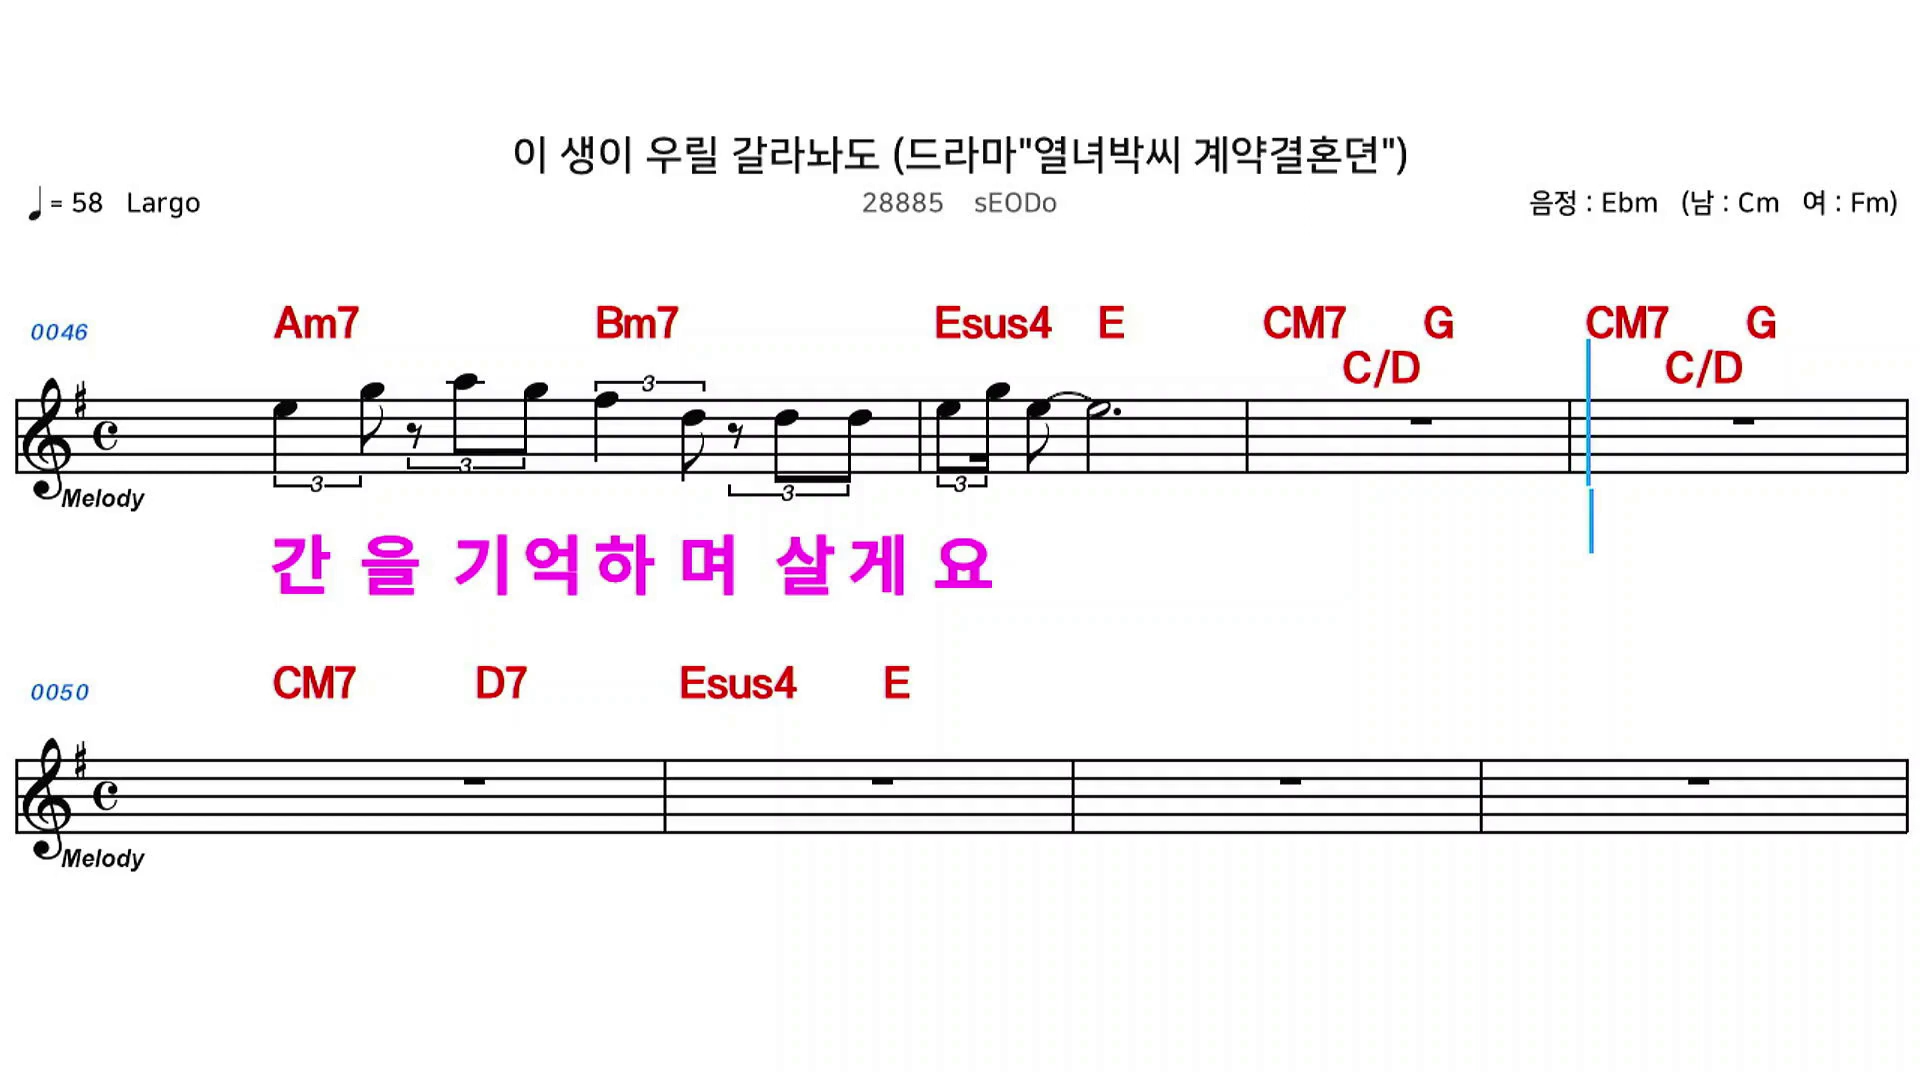 이 생이 우릴 갈라놔도 (드라마"열녀박씨 계약결혼뎐")
= 58 Largo
28885 sEODo
음정 : Ebm (남 : Cm 여 : Fm)
0046
Am7 Bm7 Esus4 E CM7 G CM7 G
C/D C/D
3 3 3 3 3
Melody
간 을 기억하 며 살게 요
0050
CM7 D7 Esus4 E
Melody